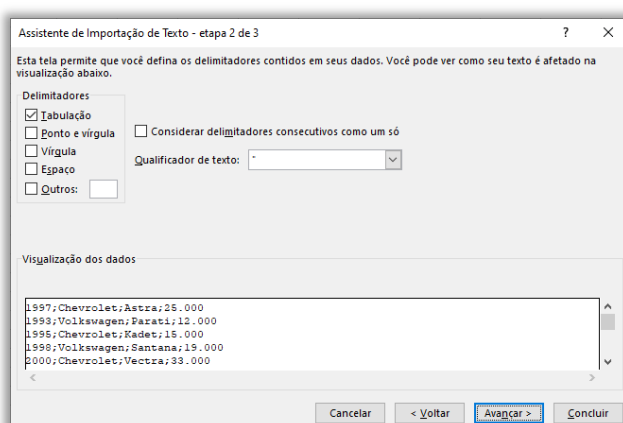 Assistente de Importação de Texto - etapa 2 de 3
? ×
Esta tela permite que você defina os delimitadores contidos em seus dados. Você pode ver como seu texto é afetado na
visualização abaixo.
Delimitadores
Tabulação
Ponto e vírgula
Vírgula
Espaço
Outros:
Considerar delimitadores consecutivos como um só
Qualificador de texto: "
Visualização dos dados
1997;Chevrolet;Astra;25.000
1993;Volkswagen;Parati;12.000
1995;Chevrolet;Kadet;15.000
1998;Volkswagen;Santana;19.000
2000;Chevrolet;Vectra;33.000
Cancelar < Voltar Avançar > Concluir